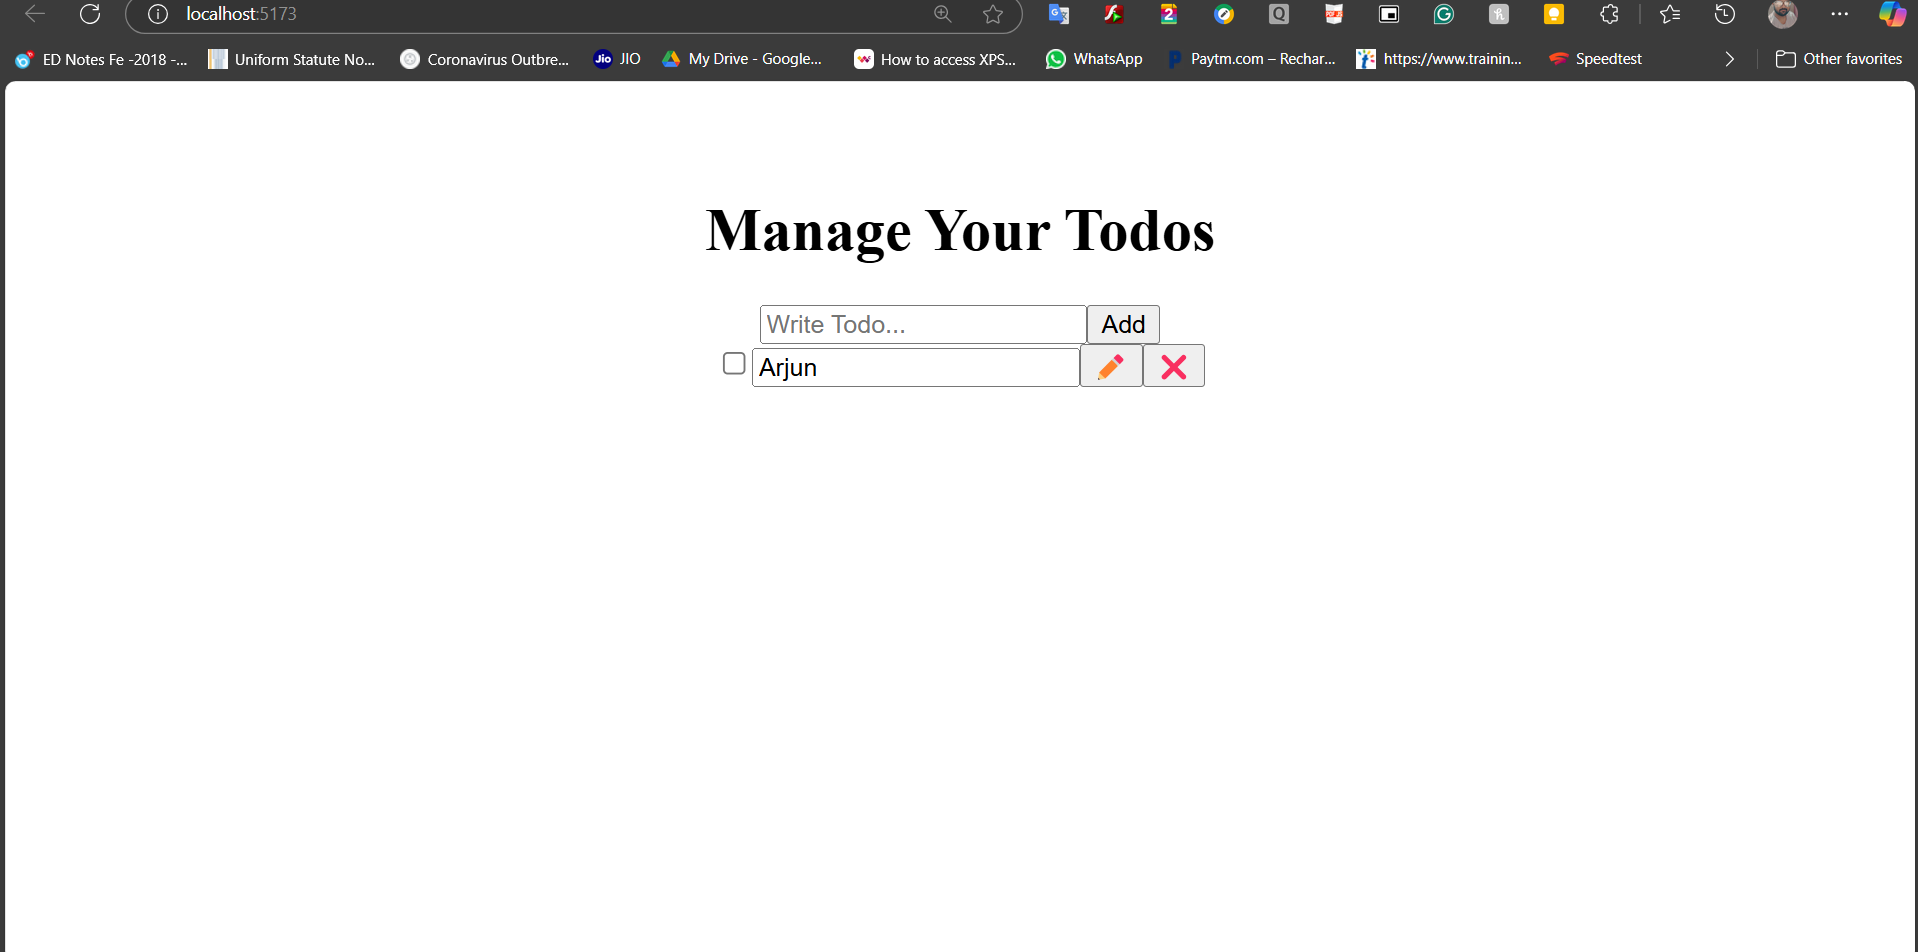 localhost:5173
ED Notes Fe -2018 -... Uniform Statute No... Coronavirus Outbre... Jio JIO My Drive - Google... How to access XPS... WhatsApp Paytm.com – Rechar... https://www.trainin... Speedtest Other favorites
Manage Your Todos
Write Todo... Add
Arjun